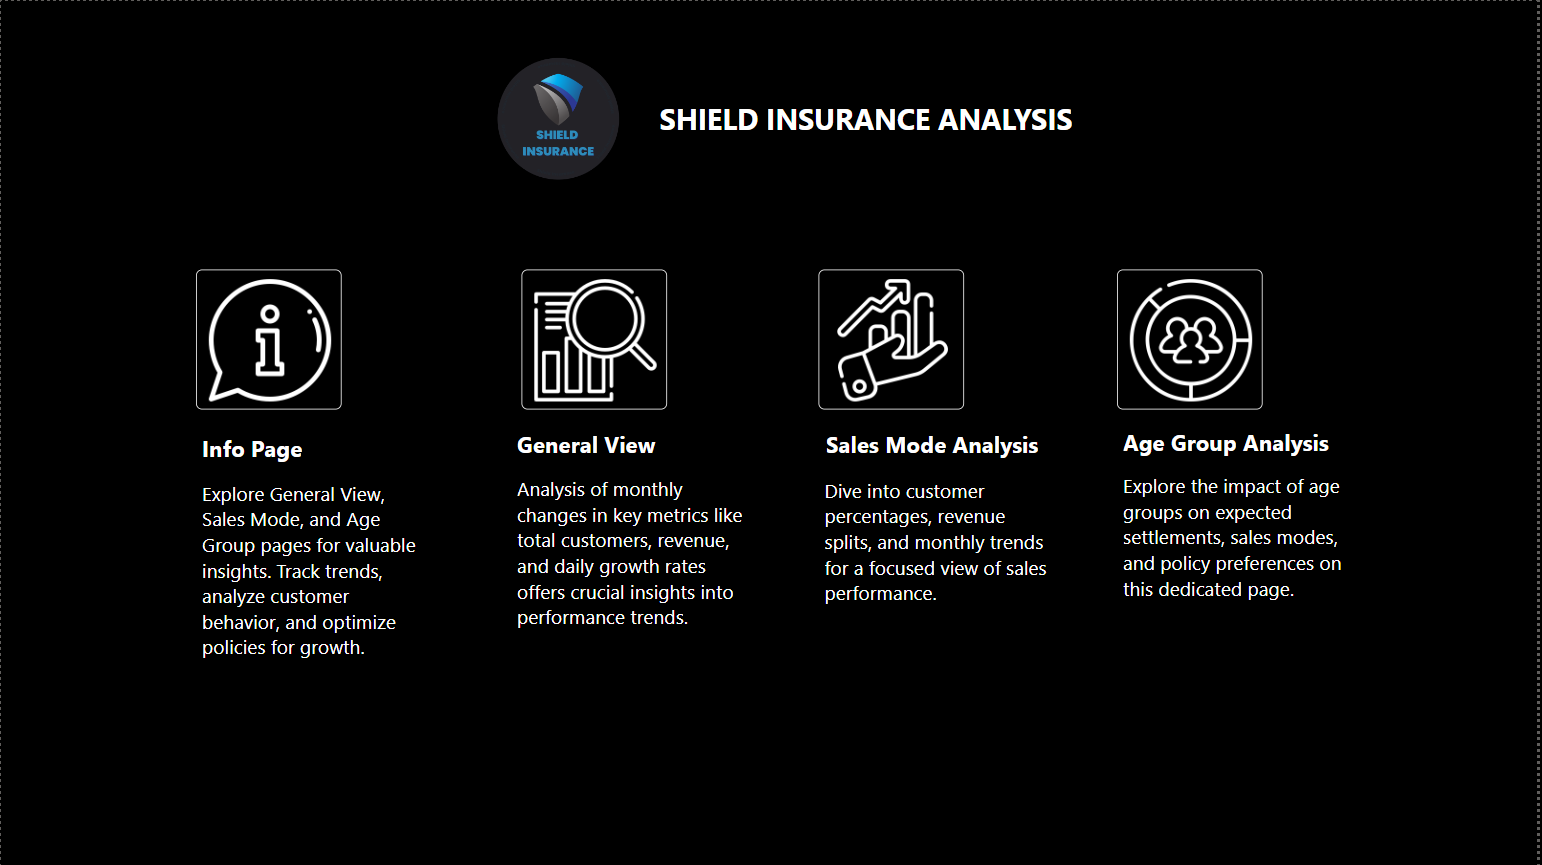 SHIELD
INSURANCE
SHIELD INSURANCE ANALYSIS
Info Page
Explore General View,
Sales Mode, and Age
Group pages for valuable
insights. Track trends,
analyze customer
behavior, and optimize
policies for growth.
General View
Analysis of monthly
changes in key metrics like
total customers, revenue,
and daily growth rates
offers crucial insights into
performance trends.
Sales Mode Analysis
Dive into customer
percentages, revenue
splits, and monthly trends
for a focused view of sales
performance.
Age Group Analysis
Explore the impact of age
groups on expected
settlements, sales modes,
and policy preferences on
this dedicated page.